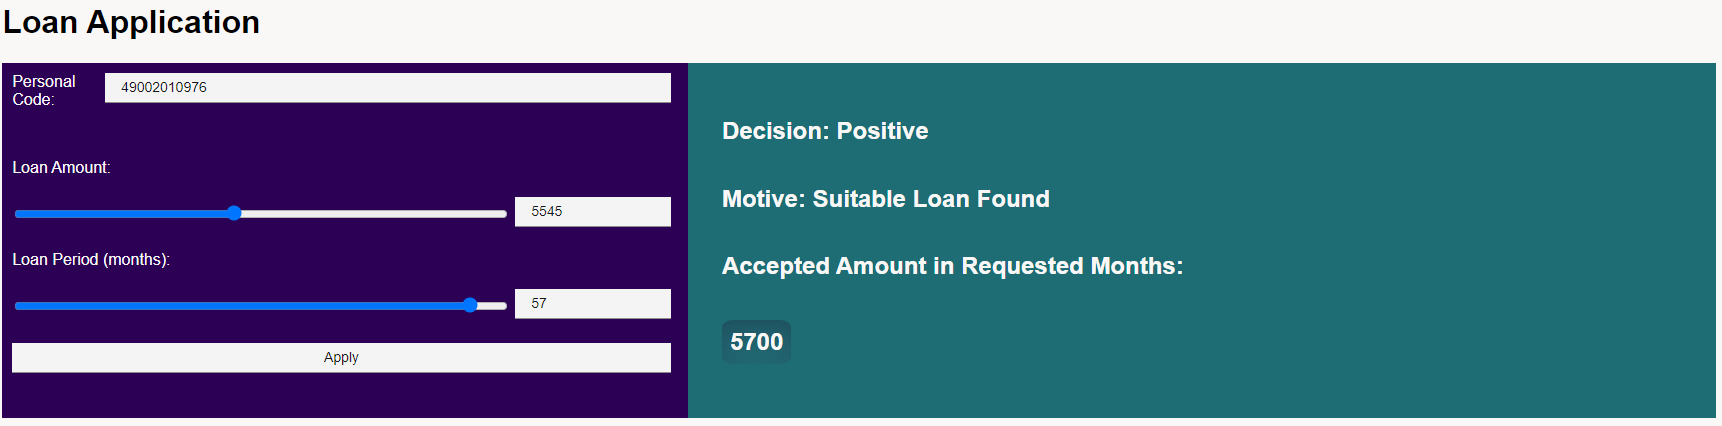 Loan Application
Personal
Code:
49002010976
Loan Amount:
5545
Loan Period (months):
57
Apply
Decision: Positive
Motive: Suitable Loan Found
Accepted Amount in Requested Months:
5700